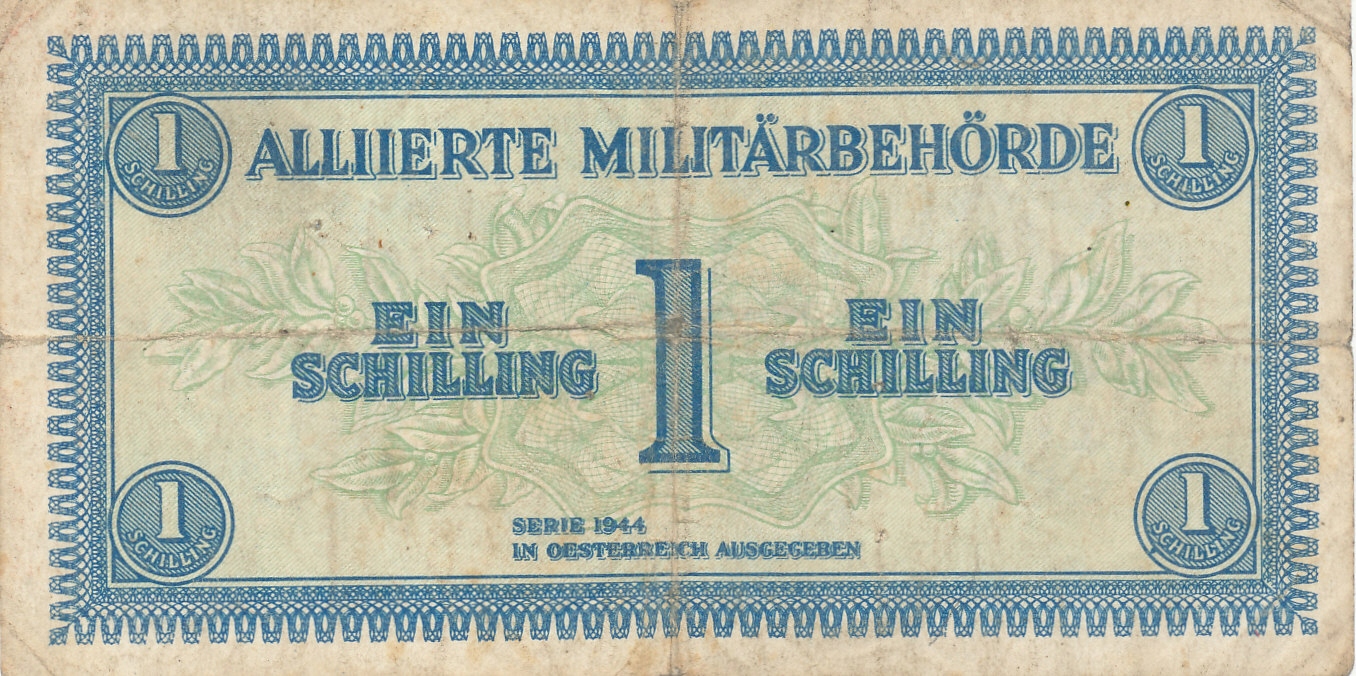 1
SCHILLING
ALLIIERTE MILITÄRBEHÖRDE
1
SCHILLING
EIN
SCHILLING
1
EIN
SCHILLING
1
SCHILLING
SERIE 1944
IN OESTERREICH AUSGEGEBEN
1
SCHILLING